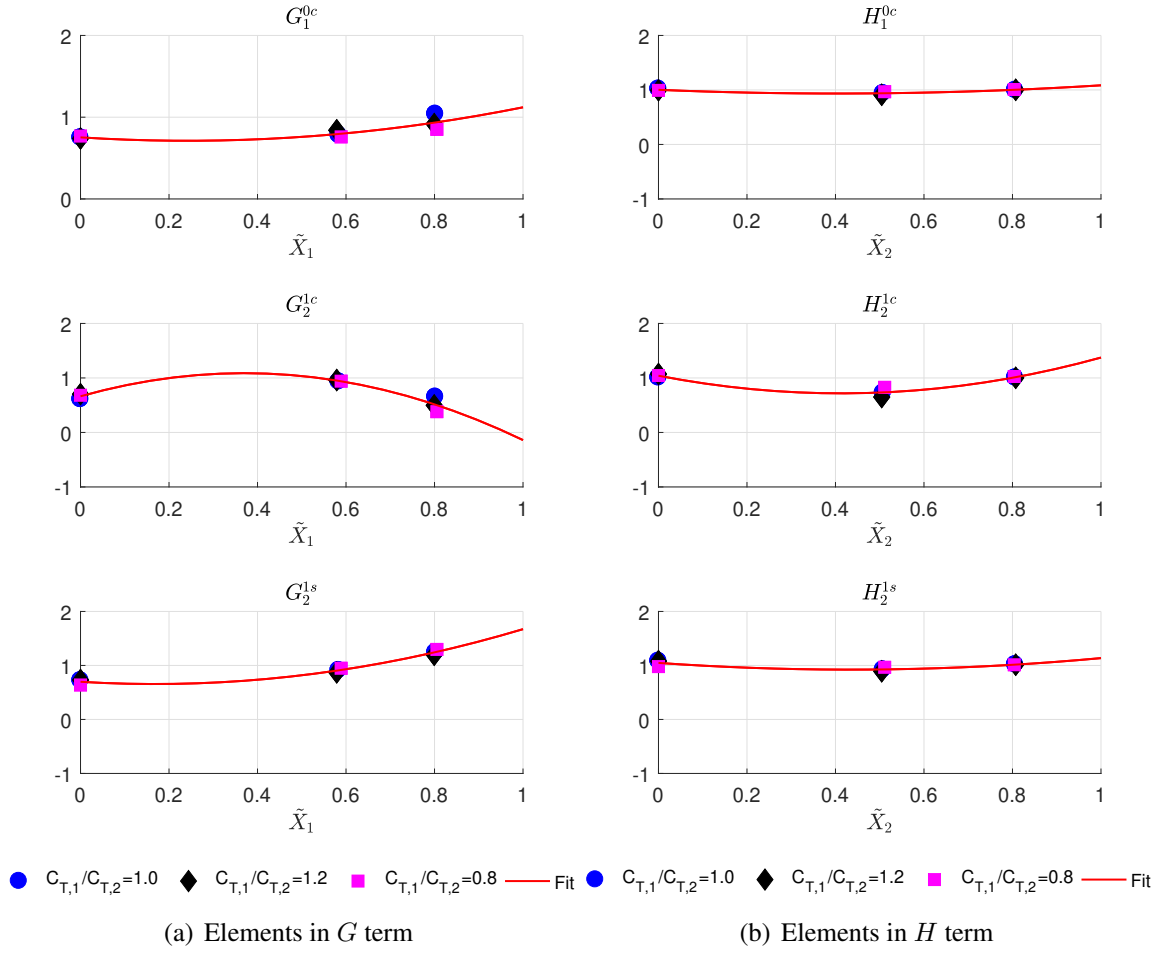 G_1^{0c}
2
1
0
0 0.2 0.4 0.6 0.8 1
X̃_1
H_1^{0c}
2
1
0
-1
0 0.2 0.4 0.6 0.8 1
X̃_2
G_2^{1c}
2
1
0
-1
0 0.2 0.4 0.6 0.8 1
X̃_1
H_2^{1c}
2
1
0
-1
0 0.2 0.4 0.6 0.8 1
X̃_2
G_2^{1s}
2
1
0
-1
0 0.2 0.4 0.6 0.8 1
X̃_1
H_2^{1s}
2
1
0
-1
0 0.2 0.4 0.6 0.8 1
X̃_2
C_{T,1}/C_{T,2}=1.0 C_{T,1}/C_{T,2}=1.2 C_{T,1}/C_{T,2}=0.8 Fit
C_{T,1}/C_{T,2}=1.0 C_{T,1}/C_{T,2}=1.2 C_{T,1}/C_{T,2}=0.8 Fit
(a) Elements in G term
(b) Elements in H term